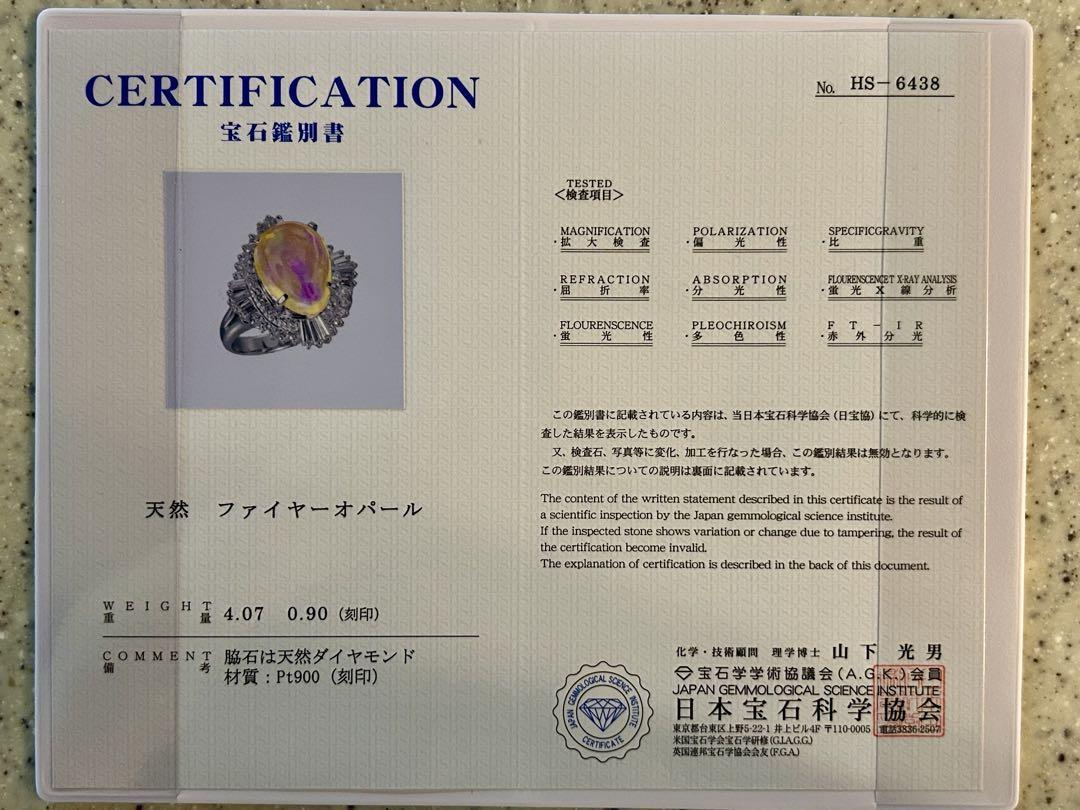 CERTIFICATION
宝石鑑別書
No. HS-6438
TESTED
<検査項目>
MAGNIFICATION
・拡大検査
POLARIZATION
・偏光性
SPECIFICGRAVITY
・比重
REFRACTION
・屈折率
ABSORPTION
・分光性
FLOURENSCENCET X-RAY ANALYSIS
・蛍光X線分析
FLOURENSCENCE
・蛍光性
PLEOCHIROISM
・多色性
FT-IR
・赤外分光
この鑑別書に記載されている内容は、当日本宝石科学協会(日宝協)にて、科学的に検
査した結果を表示したものです。
又、検査石、写真等に変化、加工を行なった場合、この鑑別結果は無効となります。
この鑑別結果についての説明は裏面に記載されています。
The content of the written statement described in this certificate is the result of
a scientific inspection by the Japan gemmological science institute.
If the inspected stone shows variation or change due to tampering, the result of
the certification become invalid.
The explanation of certification is described in the back of this document.
天然 ファイヤーオパール
WEIGHT
重量 4.07 0.90 (刻印)
COMMENT
備考 脇石は天然ダイヤモンド
材質:Pt900(刻印)
JAPAN GEMMOLOGICAL SCIENCE INSTITUTE
CERTIFICATE
化学・技術顧問 理学博士 山下光男
宝石学学術協議会(A.G.K.)会員
JAPAN GEMMOLOGICAL SCIENCE INSTITUTE
日本宝石科学協会
東京都台東区上野5-22-1 井上ビル4F 〒110-0005 電話3836-2507
米国宝石学会宝石学研修(G.I.A.G.G.)
英国連邦宝石学協会会友(F.G.A.)